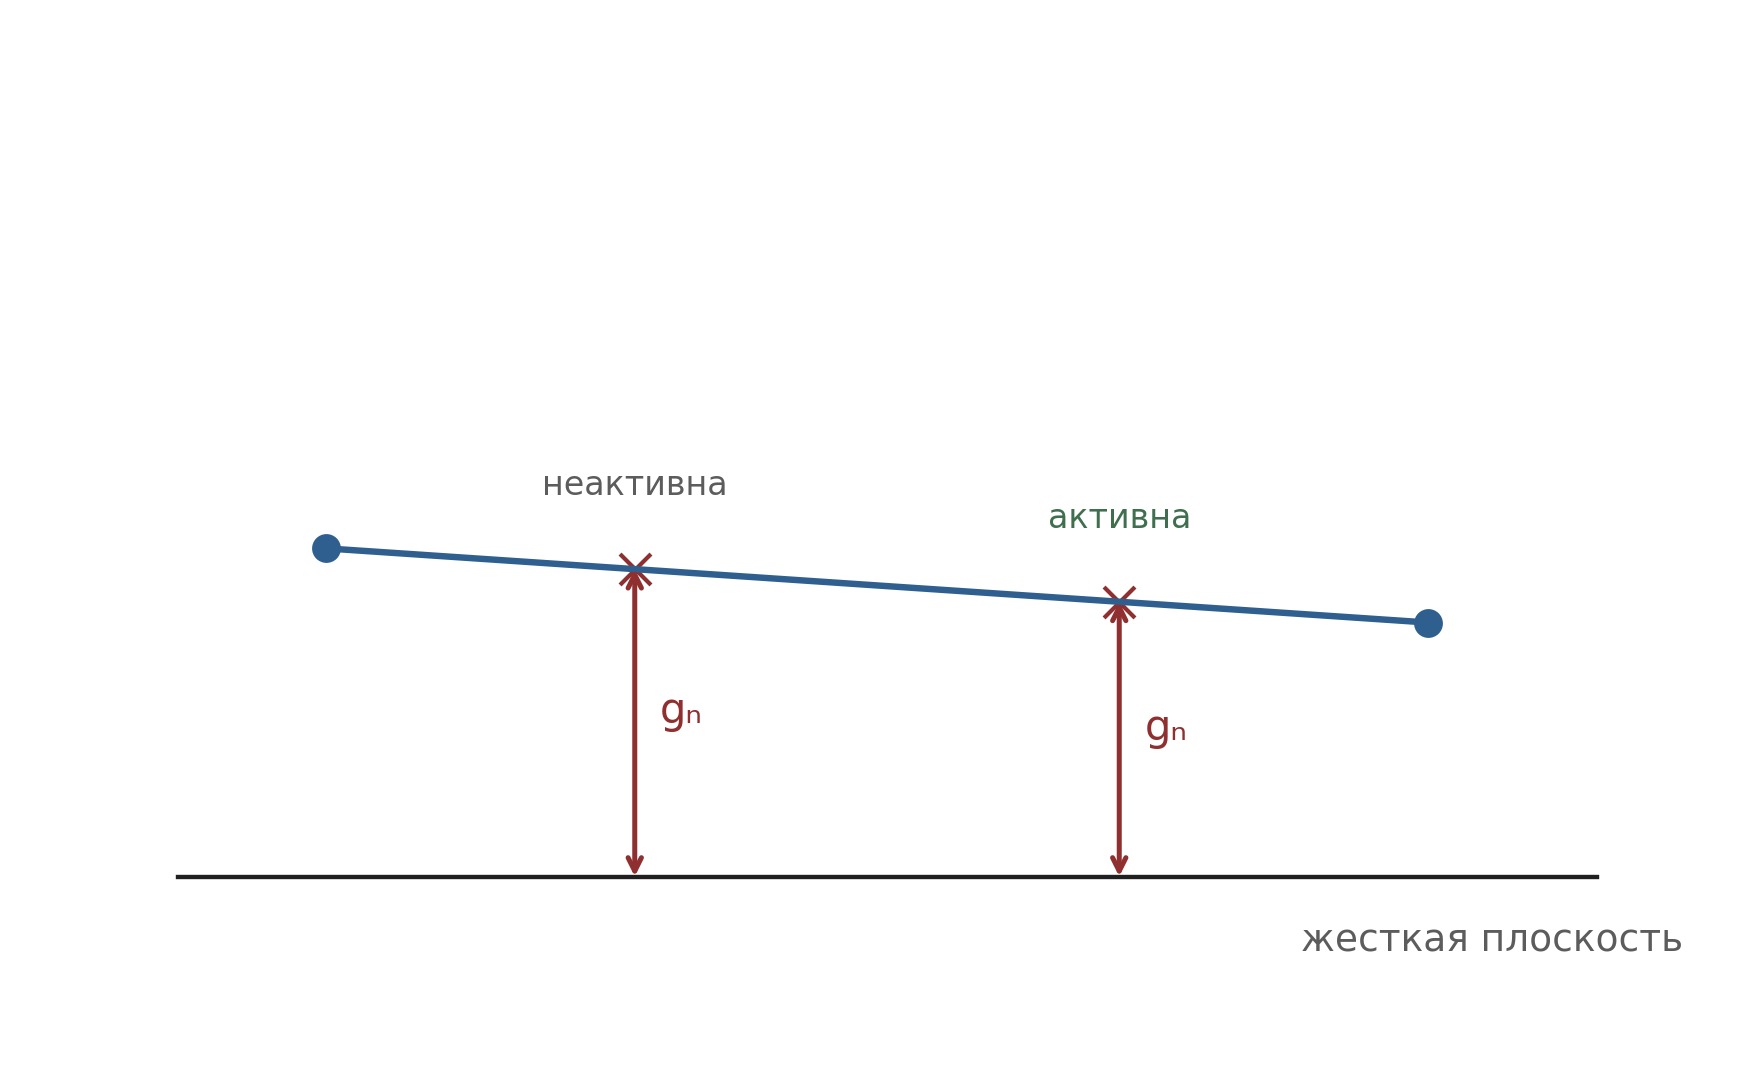 неактивна
активна
gₙ
gₙ
жесткая плоскость